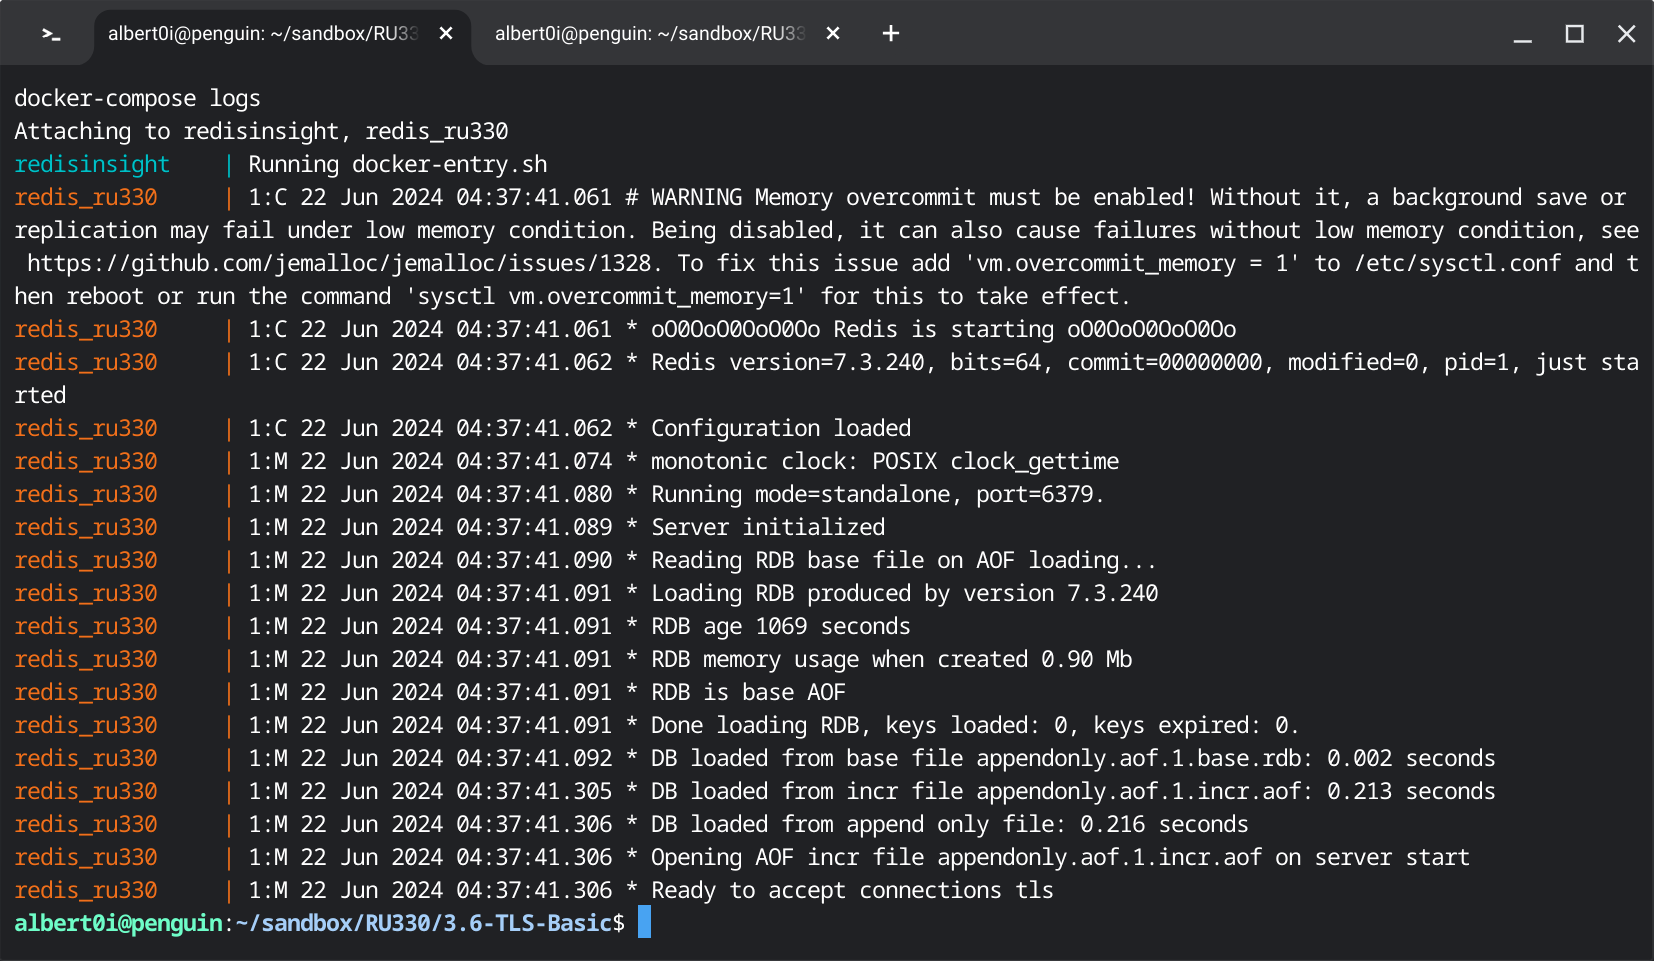 albert0i@penguin: ~/sandbox/RU33
albert0i@penguin: ~/sandbox/RU33
docker-compose logs
Attaching to redisinsight, redis_ru330
redisinsight    | Running docker-entry.sh
redis_ru330     | 1:C 22 Jun 2024 04:37:41.061 # WARNING Memory overcommit must be enabled! Without it, a background save or
replication may fail under low memory condition. Being disabled, it can also cause failures without low memory condition, see
 https://github.com/jemalloc/jemalloc/issues/1328. To fix this issue add 'vm.overcommit_memory = 1' to /etc/sysctl.conf and t
hen reboot or run the command 'sysctl vm.overcommit_memory=1' for this to take effect.
redis_ru330     | 1:C 22 Jun 2024 04:37:41.061 * oO0OoO0OoO0Oo Redis is starting oO0OoO0OoO0Oo
redis_ru330     | 1:C 22 Jun 2024 04:37:41.062 * Redis version=7.3.240, bits=64, commit=00000000, modified=0, pid=1, just sta
rted
redis_ru330     | 1:C 22 Jun 2024 04:37:41.062 * Configuration loaded
redis_ru330     | 1:M 22 Jun 2024 04:37:41.074 * monotonic clock: POSIX clock_gettime
redis_ru330     | 1:M 22 Jun 2024 04:37:41.080 * Running mode=standalone, port=6379.
redis_ru330     | 1:M 22 Jun 2024 04:37:41.089 * Server initialized
redis_ru330     | 1:M 22 Jun 2024 04:37:41.090 * Reading RDB base file on AOF loading...
redis_ru330     | 1:M 22 Jun 2024 04:37:41.091 * Loading RDB produced by version 7.3.240
redis_ru330     | 1:M 22 Jun 2024 04:37:41.091 * RDB age 1069 seconds
redis_ru330     | 1:M 22 Jun 2024 04:37:41.091 * RDB memory usage when created 0.90 Mb
redis_ru330     | 1:M 22 Jun 2024 04:37:41.091 * RDB is base AOF
redis_ru330     | 1:M 22 Jun 2024 04:37:41.091 * Done loading RDB, keys loaded: 0, keys expired: 0.
redis_ru330     | 1:M 22 Jun 2024 04:37:41.092 * DB loaded from base file appendonly.aof.1.base.rdb: 0.002 seconds
redis_ru330     | 1:M 22 Jun 2024 04:37:41.305 * DB loaded from incr file appendonly.aof.1.incr.aof: 0.213 seconds
redis_ru330     | 1:M 22 Jun 2024 04:37:41.306 * DB loaded from append only file: 0.216 seconds
redis_ru330     | 1:M 22 Jun 2024 04:37:41.306 * Opening AOF incr file appendonly.aof.1.incr.aof on server start
redis_ru330     | 1:M 22 Jun 2024 04:37:41.306 * Ready to accept connections tls
albert0i@penguin:~/sandbox/RU330/3.6-TLS-Basic$